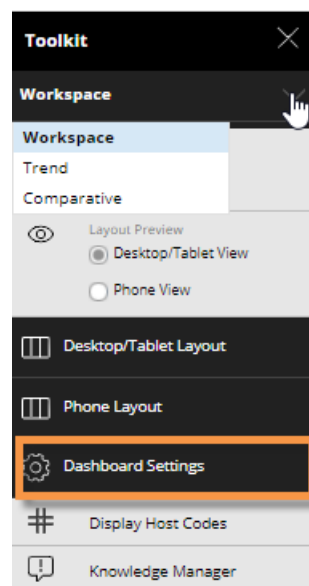 Toolkit
Workspace
Workspace
Trend
Comparative
Layout Preview
Desktop/Tablet View
Phone View
Desktop/Tablet Layout
Phone Layout
Dashboard Settings
Display Host Codes
Knowledge Manager